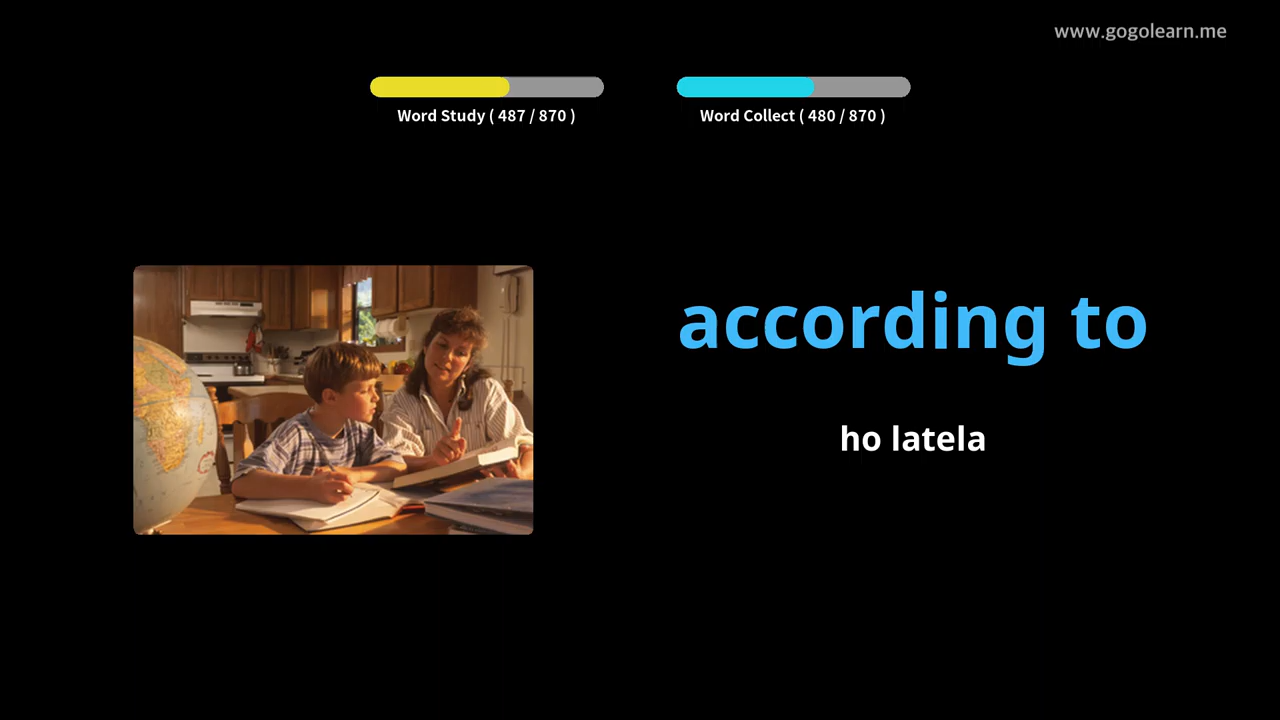 www.gogolearn.me
Word Study ( 487 / 870 )
Word Collect ( 480 / 870 )
according to
ho latela